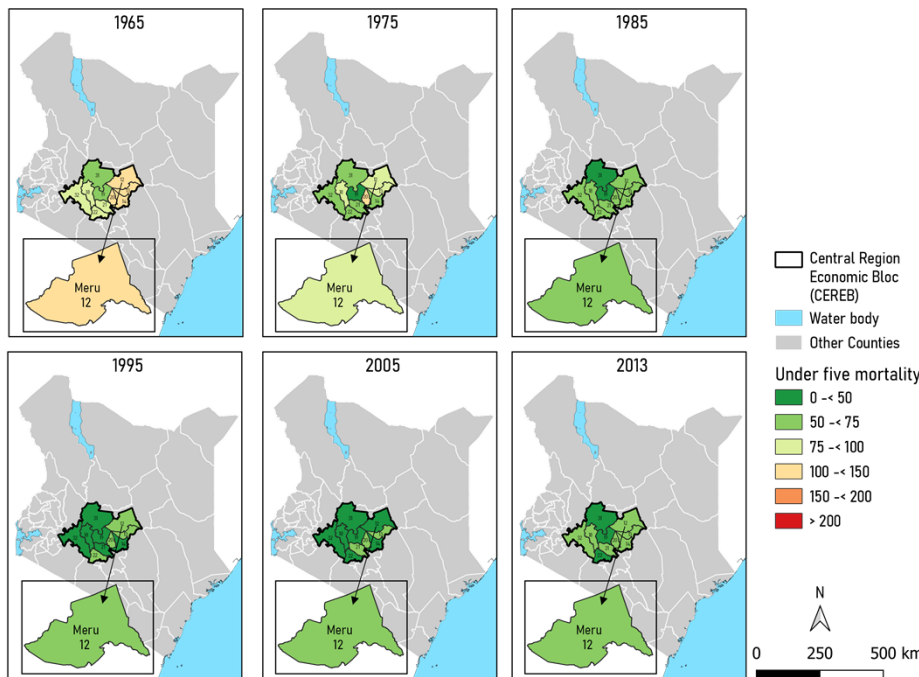 1965
1975
1985
Meru
12
Meru
12
Meru
12
Central Region
Economic Bloc
(CEREB)
Water body
Other Counties
1995
2005
2013
Under five mortality
0 -< 50
50 -< 75
75 -< 100
100 -< 150
150 -< 200
> 200
Meru
12
Meru
12
Meru
12
N
0 250 500 km